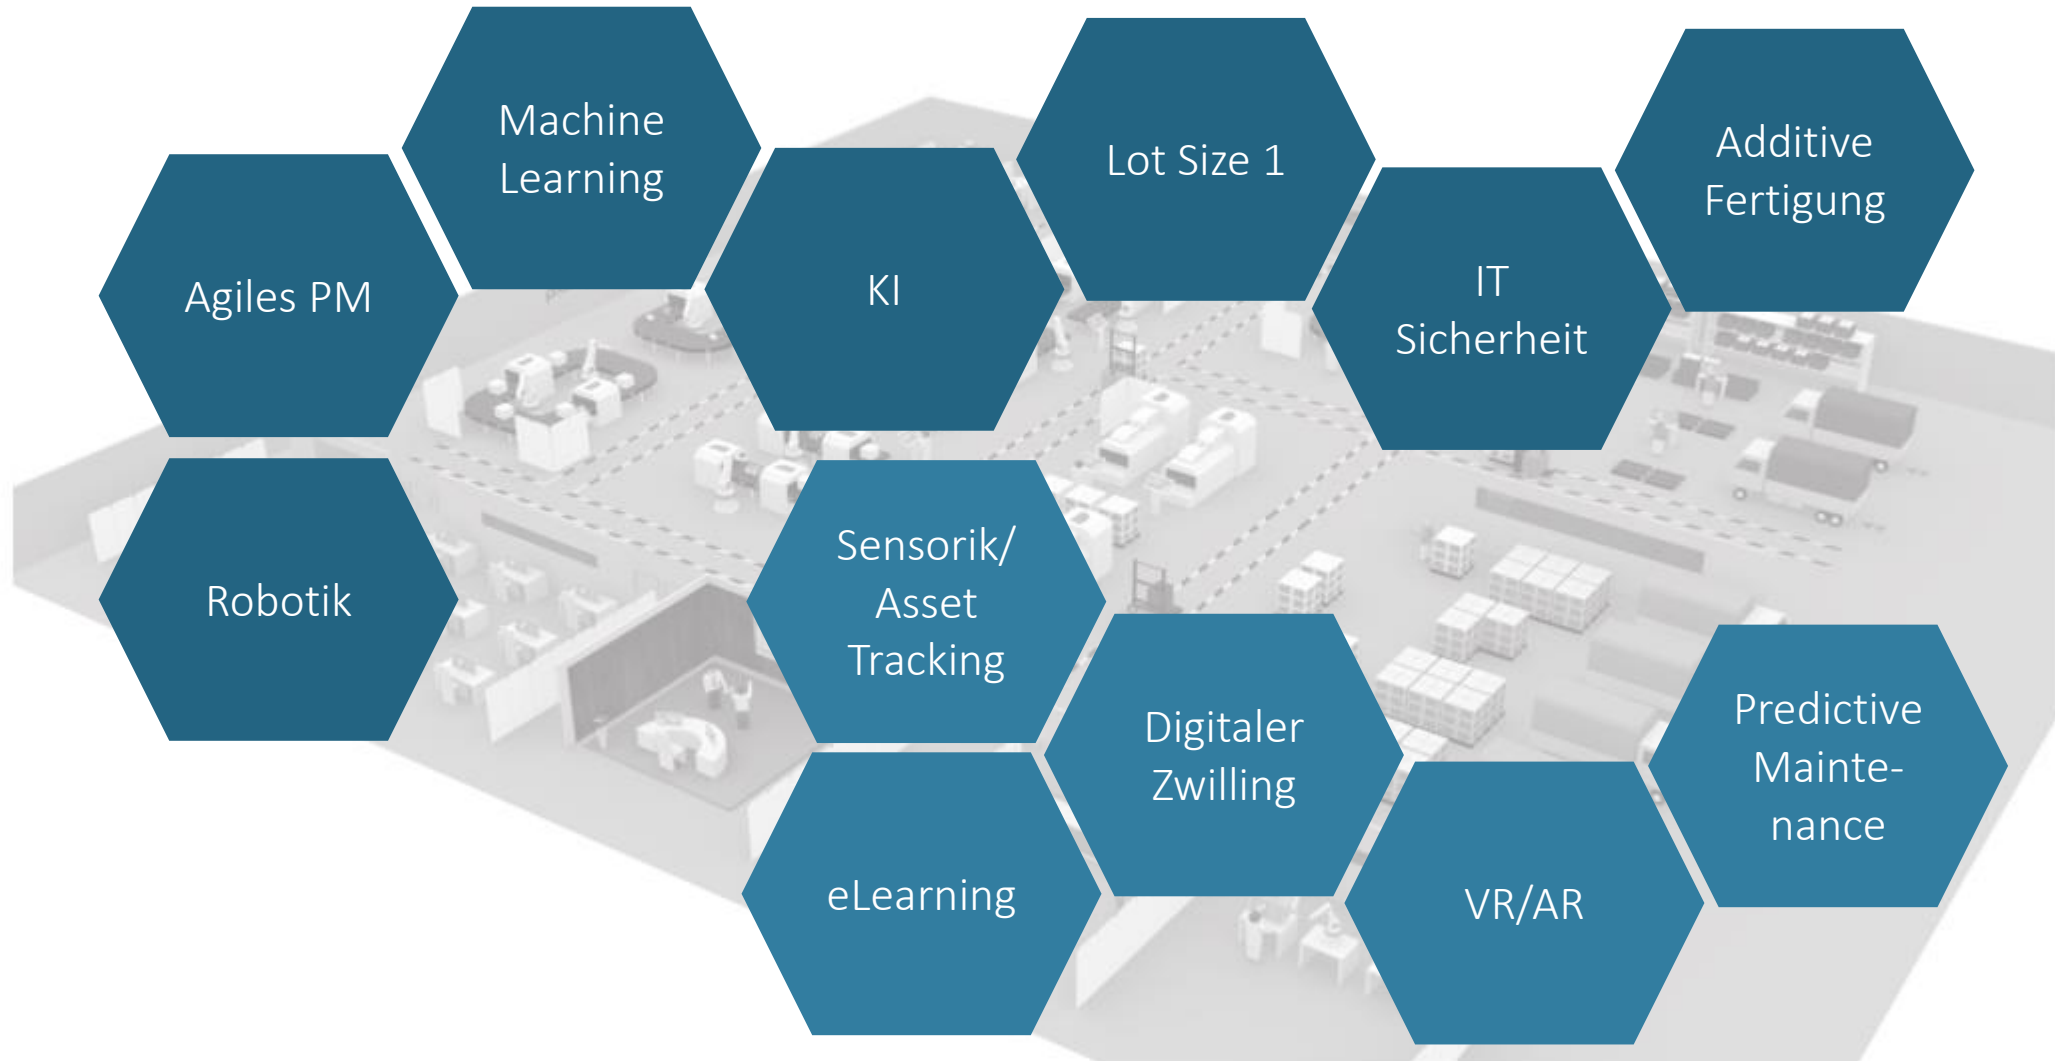 Machine
Learning
Lot Size 1
Additive
Fertigung
Agiles PM
KI
IT
Sicherheit
Robotik
Sensorik/
Asset
Tracking
Digitaler
Zwilling
Predictive
Mainte-
nance
eLearning
VR/AR